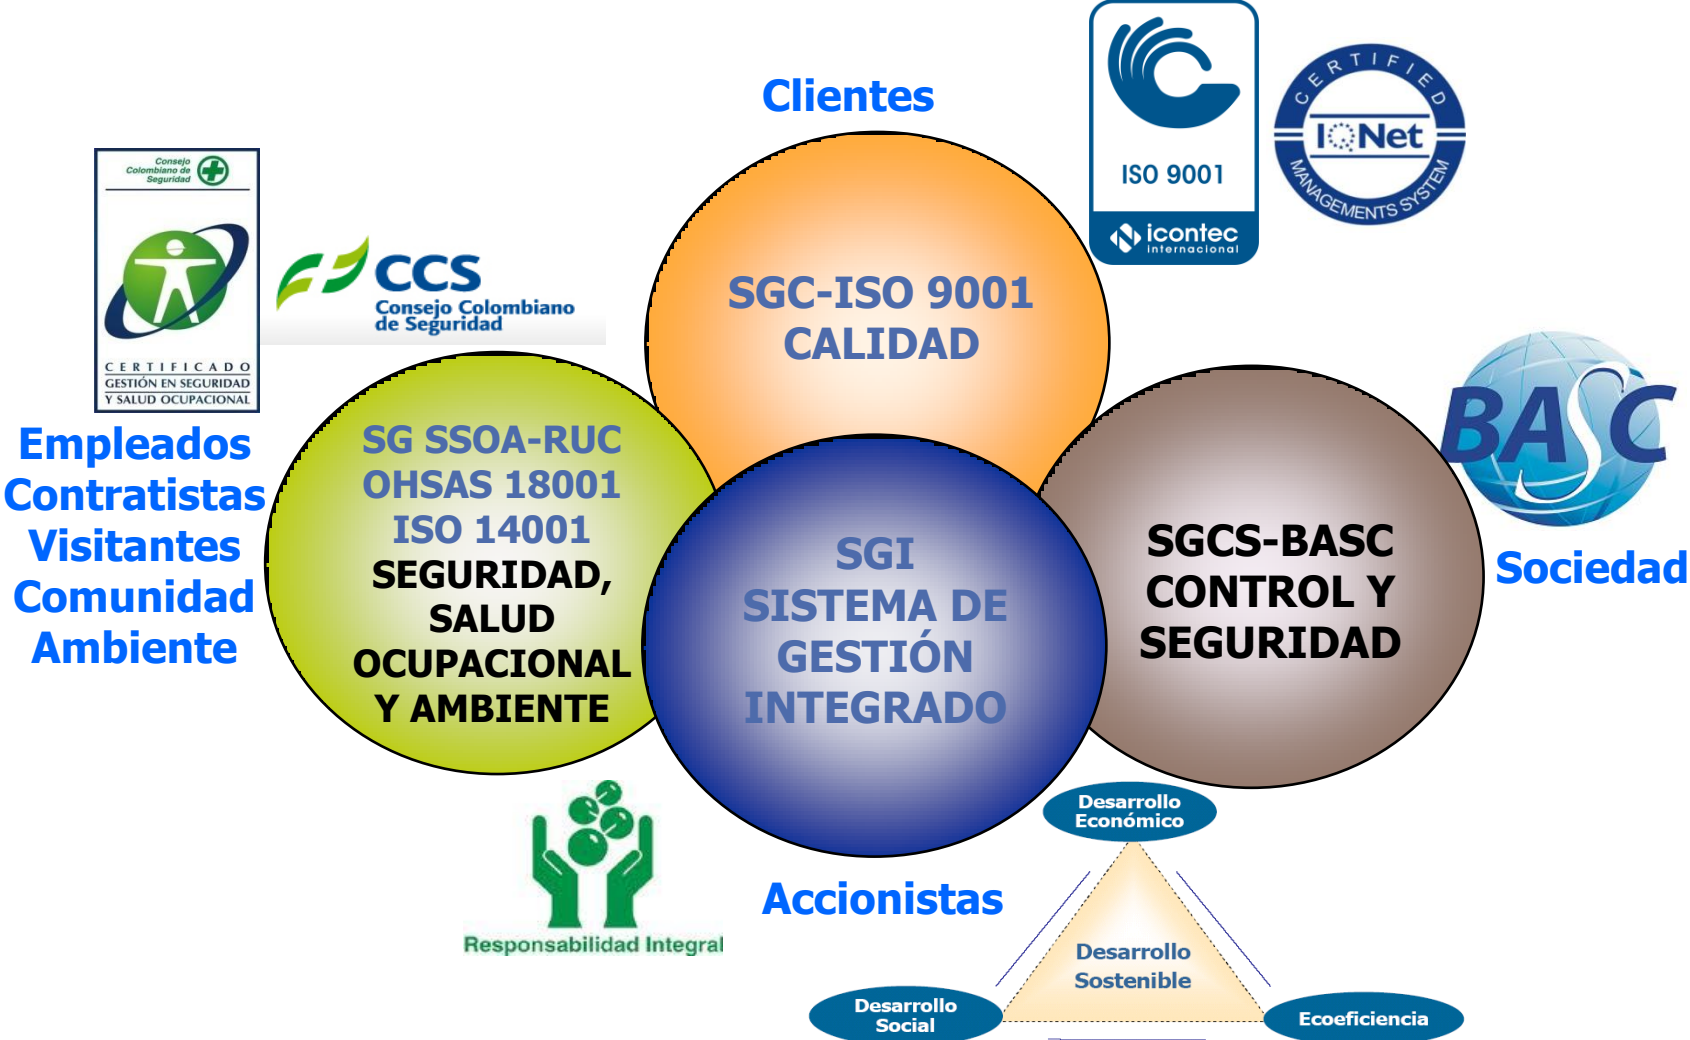 Clientes
ISO 9001
icontec
internacional
CERTIFIED
IQNet
MANAGEMENTS SYSTEM
Consejo
Colombiano de
Seguridad
CERTIFICADO
GESTIÓN EN SEGURIDAD
Y SALUD OCUPACIONAL
CCS
Consejo Colombiano
de Seguridad
SGC-ISO 9001
CALIDAD
BASC
Empleados
Contratistas
Visitantes
Comunidad
Ambiente
SG SSOA-RUC
OHSAS 18001
ISO 14001
SEGURIDAD,
SALUD
OCUPACIONAL
Y AMBIENTE
SGI
SISTEMA DE
GESTIÓN
INTEGRADO
SGCS-BASC
CONTROL Y
SEGURIDAD
Sociedad
Responsabilidad Integral
Accionistas
Desarrollo
Económico
Desarrollo
Sostenible
Desarrollo
Social
Ecoeficiencia